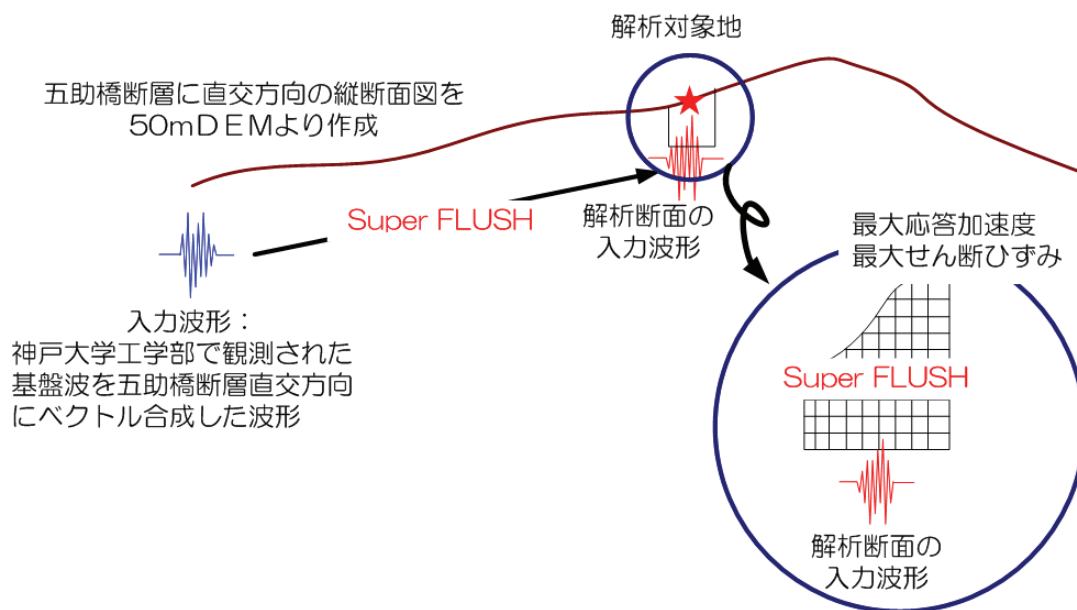 解析対象地
五助橋断層に直交方向の縦断面図を
50mDEMより作成
Super FLUSH
解析断面の
入力波形
入力波形:
神戸大学工学部で観測された
基盤波を五助橋断層直交方向
にベクトル合成した波形
最大応答加速度
最大せん断ひずみ
Super FLUSH
解析断面の
入力波形